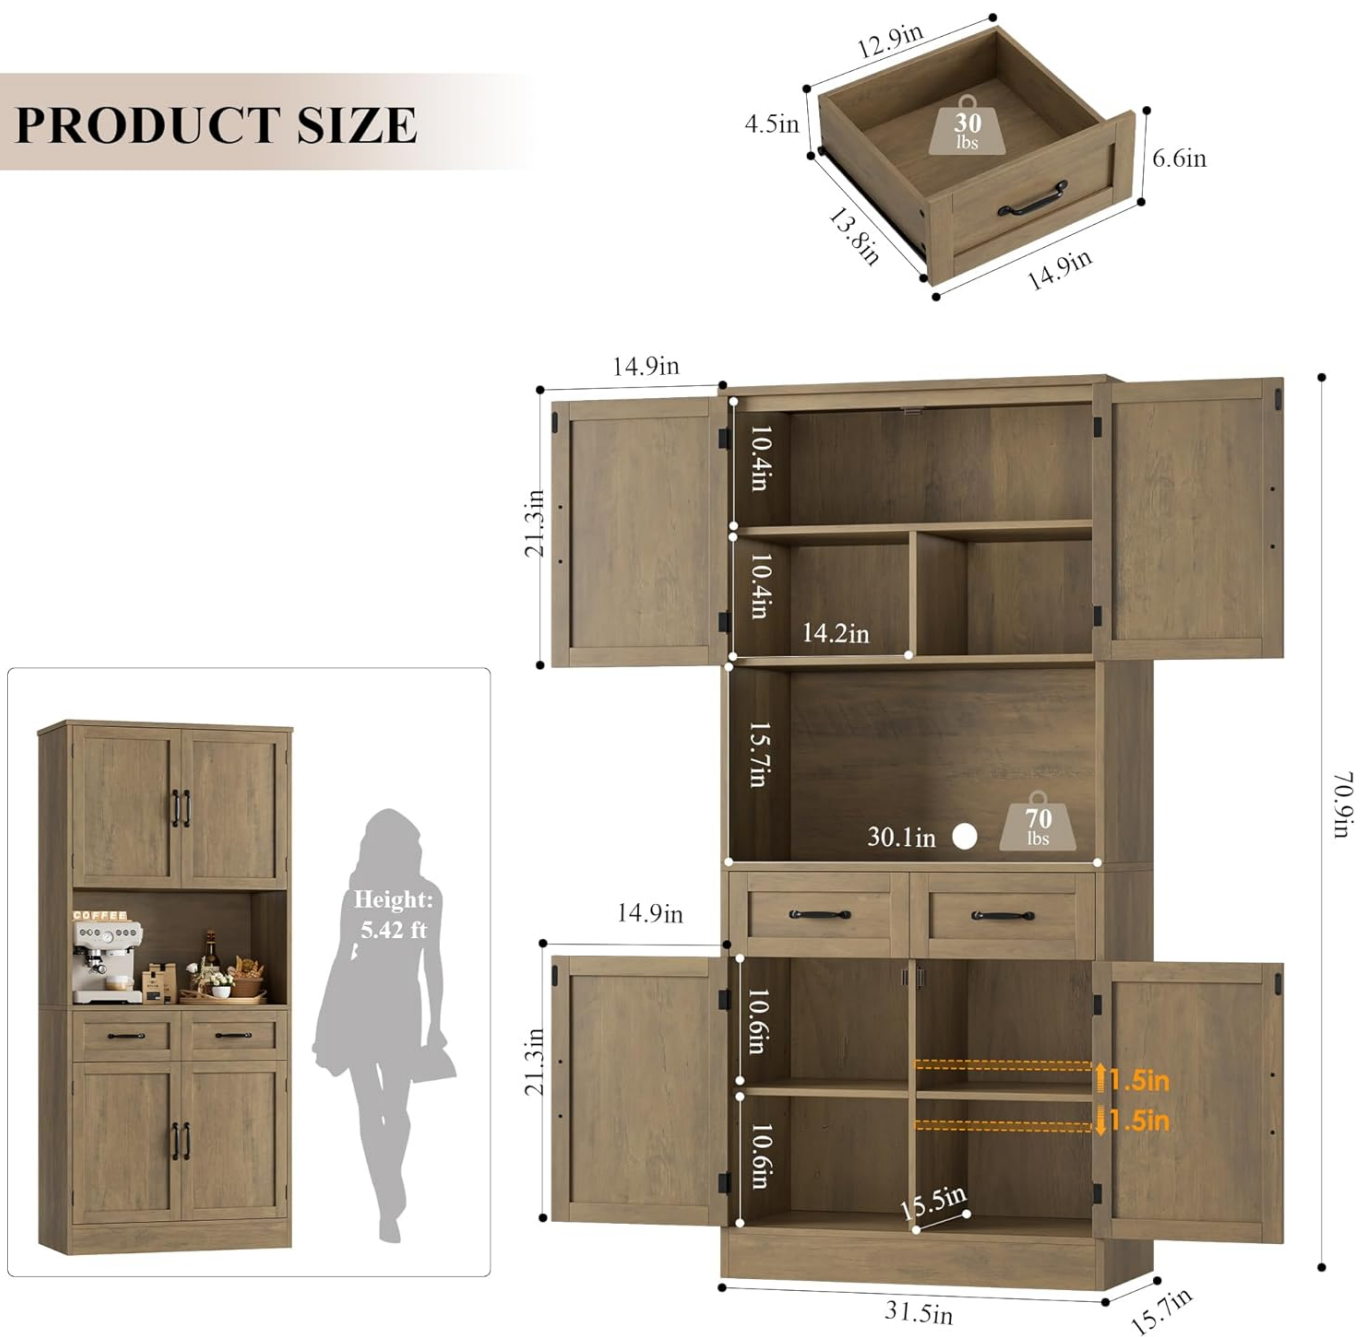 PRODUCT SIZE
12.9in
4.5in
30
lbs
6.6in
13.8in
14.9in
14.9in
21.3in
10.4in
10.4in
14.2in
15.7in
30.1in
70
lbs
70.9in
14.9in
21.3in
10.6in
10.6in
1.5in
1.5in
15.5in
31.5in
15.7in
COFFEE
Height:
5.42 ft